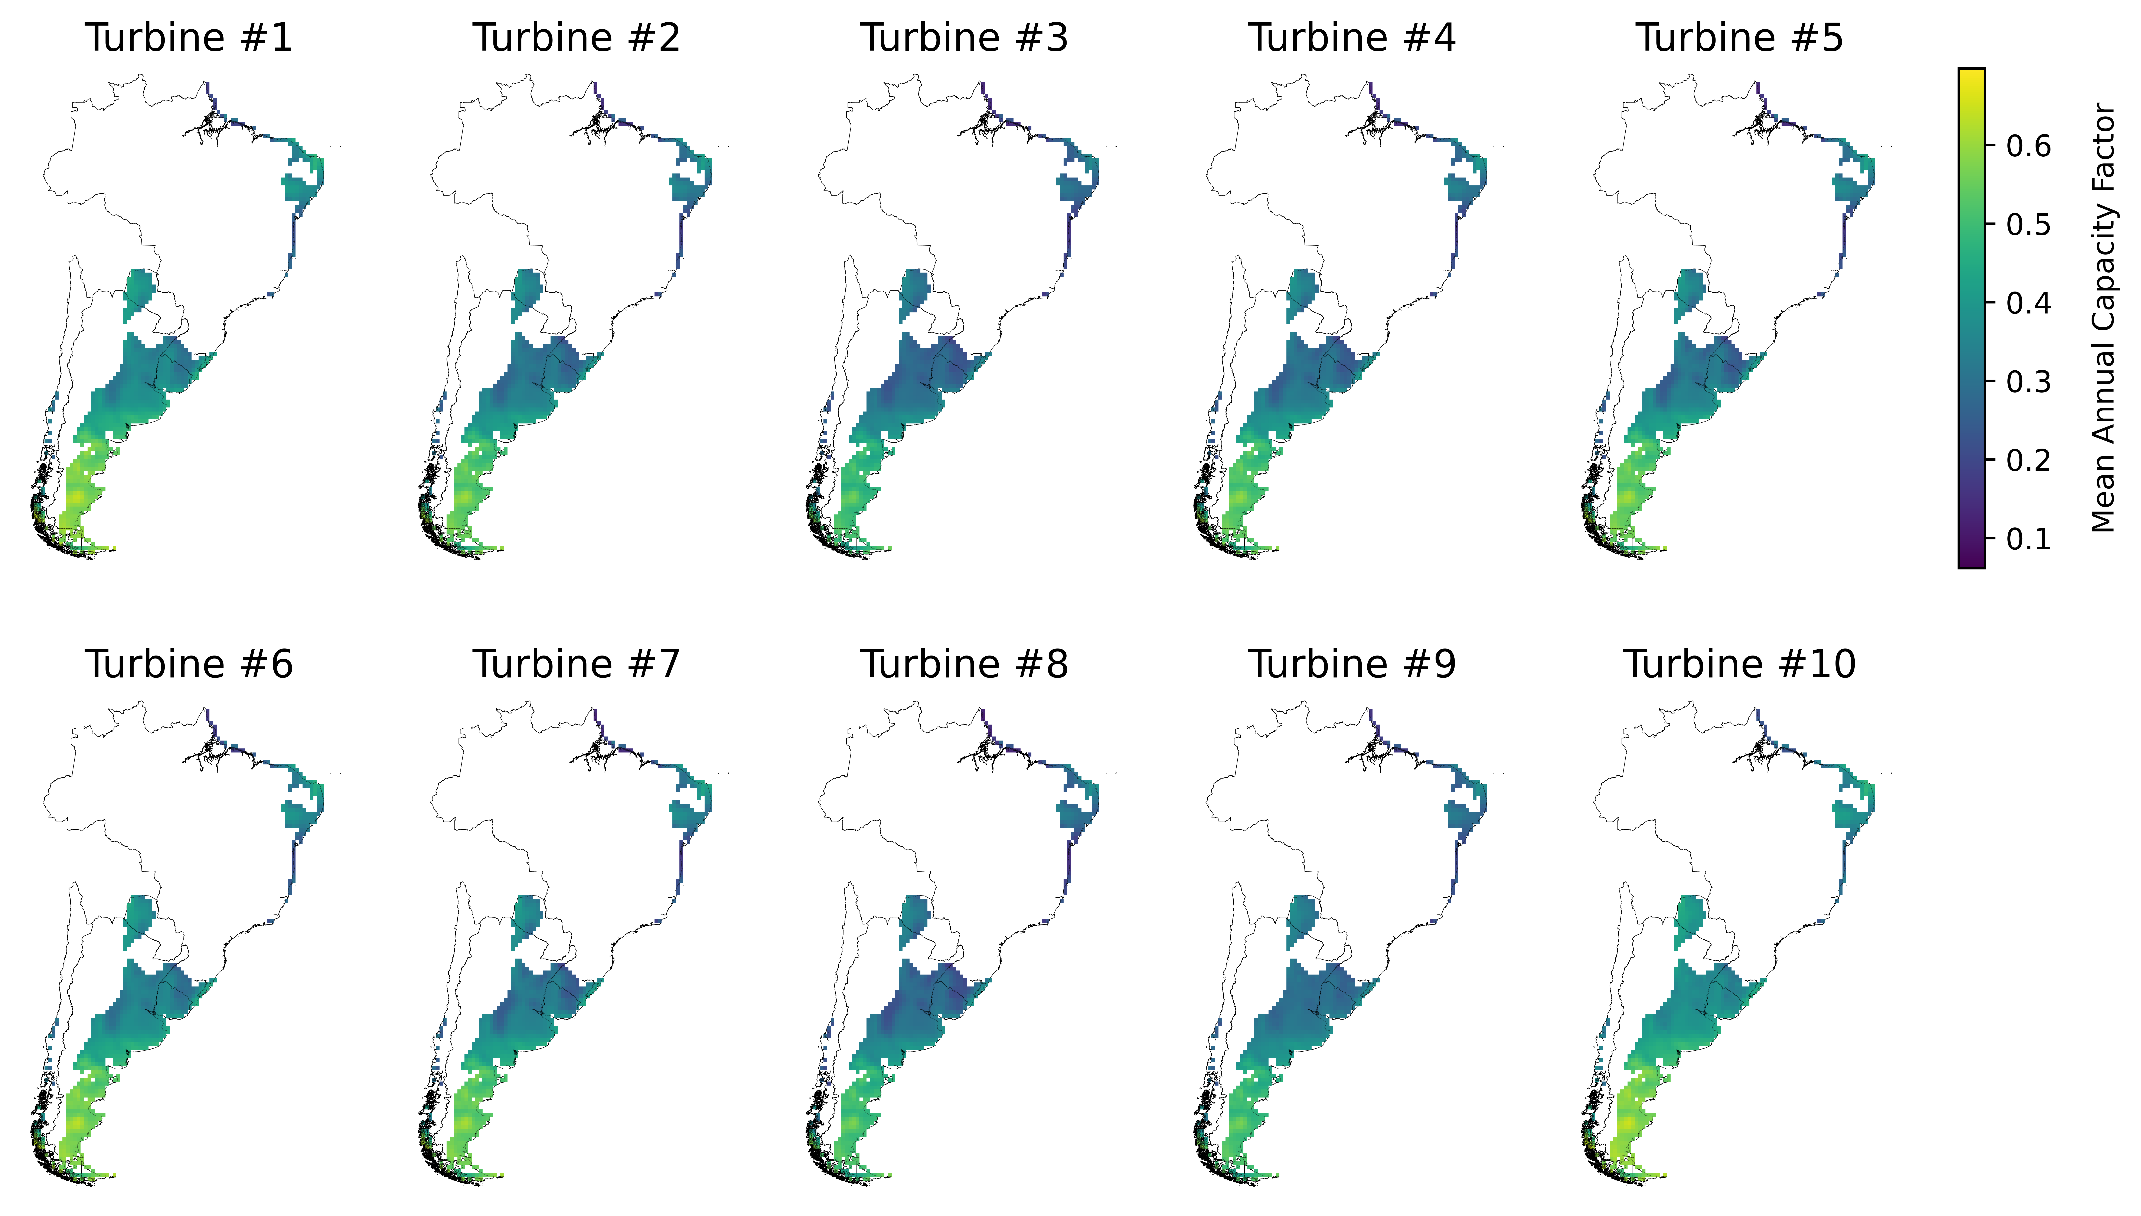 Turbine #1
Turbine #2
Turbine #3
Turbine #4
Turbine #5
0.6
0.5
0.4
0.3
0.2
0.1
Mean Annual Capacity Factor
Turbine #6
Turbine #7
Turbine #8
Turbine #9
Turbine #10